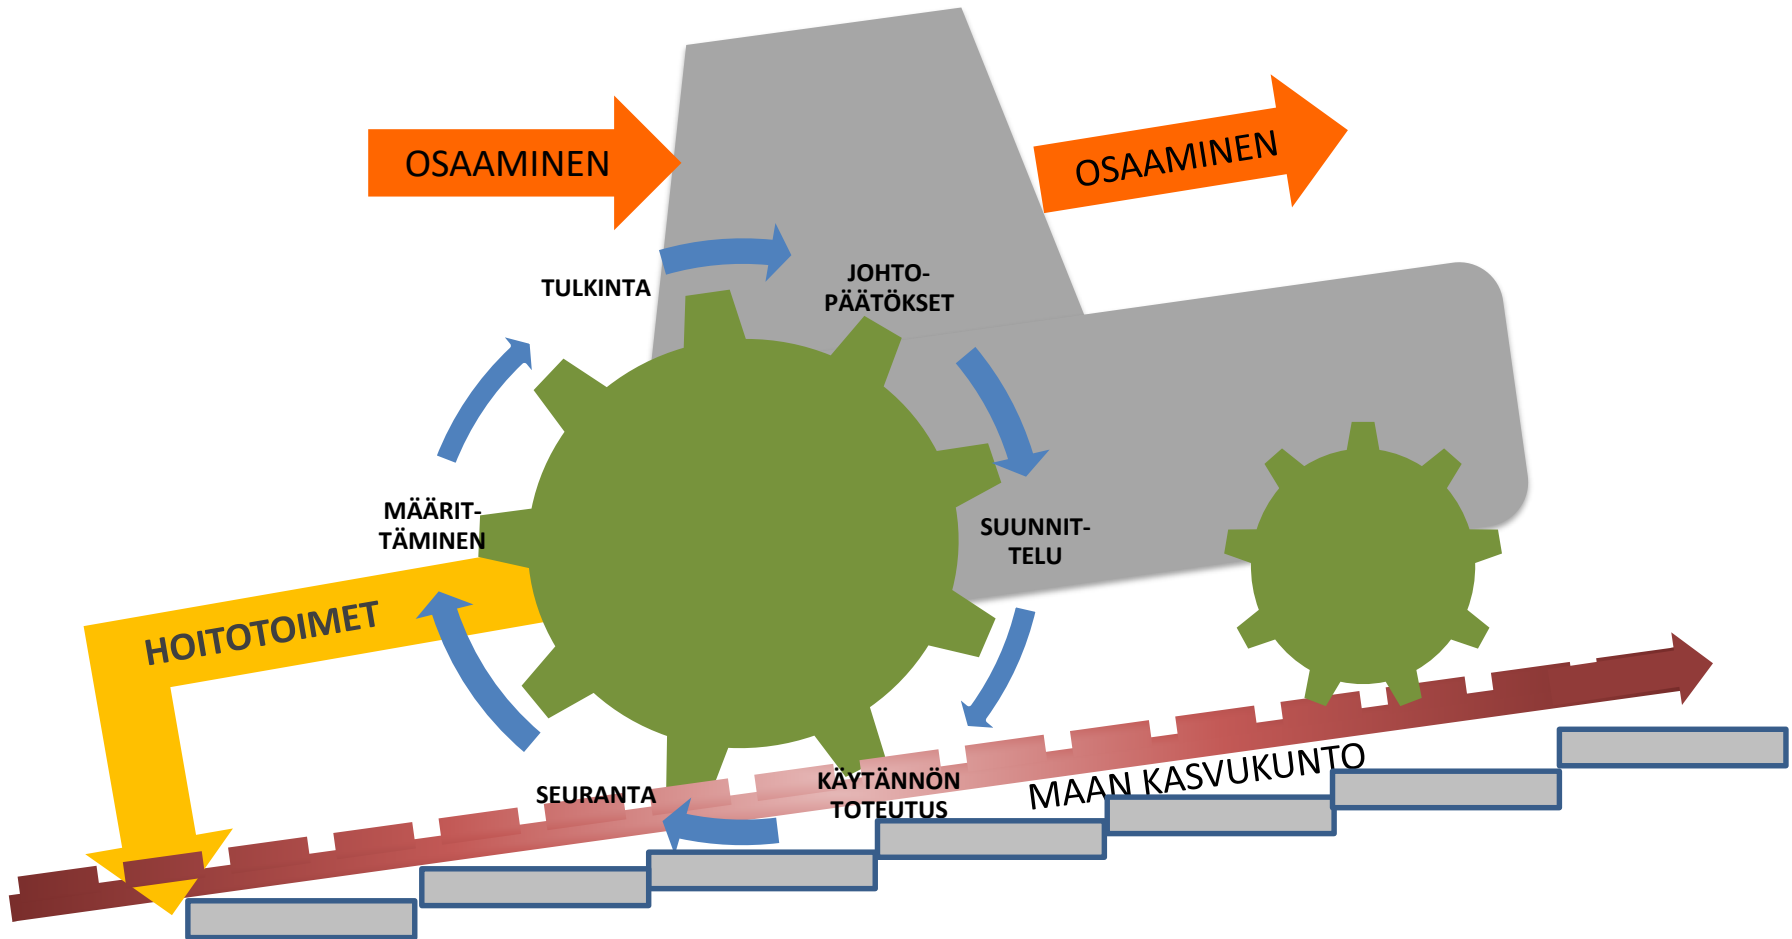 OSAAMINEN
OSAAMINEN
TULKINTA
JOHTO-
PÄÄTÖKSET
MÄÄRIT-
TÄMINEN
SUUNNIT-
TELU
HOITOTOIMET
SEURANTA
KÄYTÄNNÖN
TOTEUTUS
MAAN KASVUKUNTO